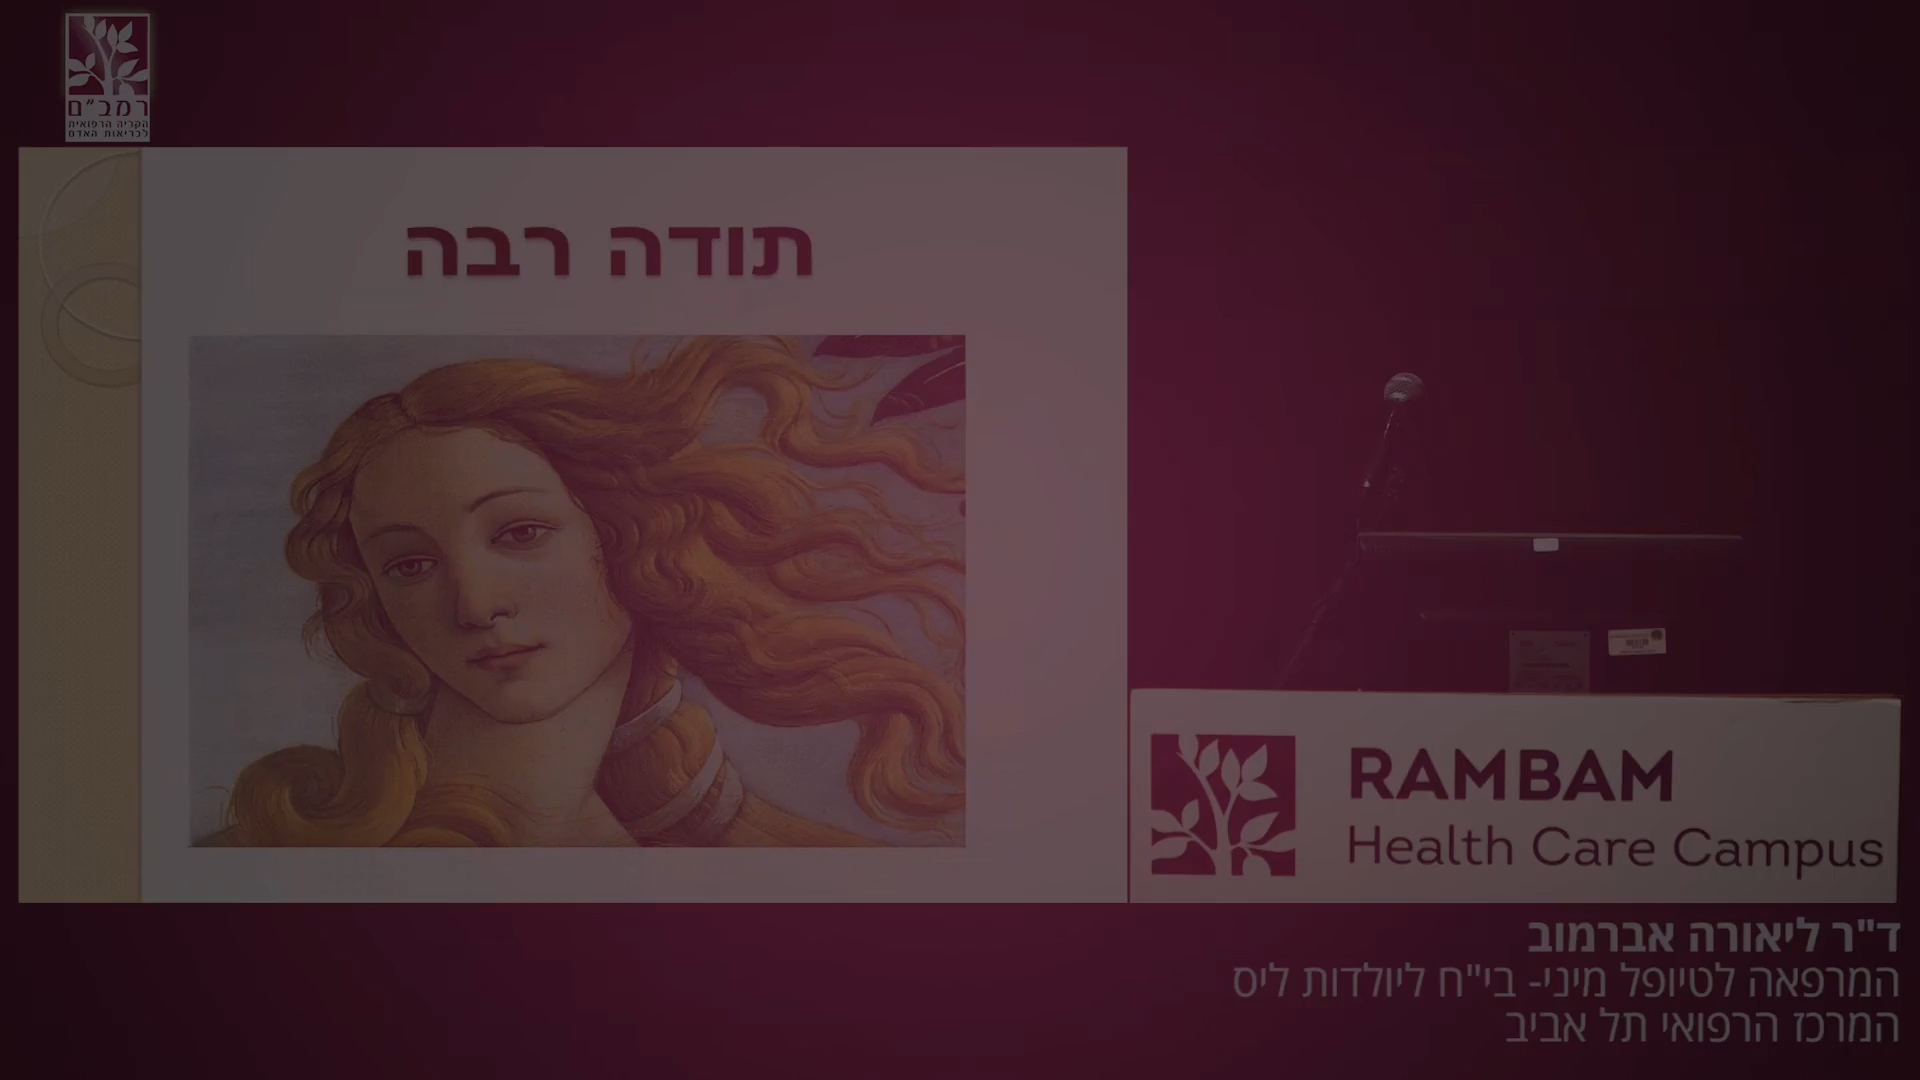 רמב"ם
הקריה הרפואית
לבריאות האדם
תודה רבה
RAMBAM
Health Care Campus
ד"ר ליאורה אברמוב
המרפאה לטיופל מיני- בי"ח ליולדות ליס
המרכז הרפואי תל אביב